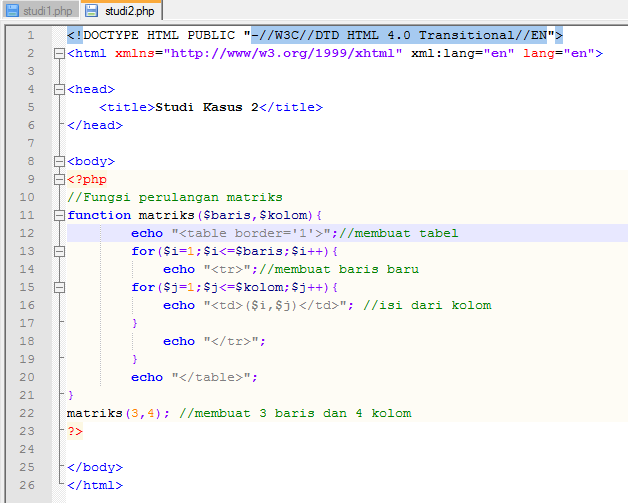 studi1.php studi2.php
1 <!DOCTYPE HTML PUBLIC "-//W3C//DTD HTML 4.0 Transitional//EN">
2 <html xmlns="http://www/w3.org/1999/xhtml" xml:lang="en" lang="en">
3
4 <head>
5     <title>Studi Kasus 2</title>
6 </head>
7
8 <body>
9 <?php
10 //Fungsi perulangan matriks
11 function matriks($baris,$kolom){
12         echo "<table border='1'>";//membuat tabel
13         for($i=1;$i<=$baris;$i++){
14             echo "<tr>";//membuat baris baru
15         for($j=1;$j<=$kolom;$j++){
16             echo "<td>($i,$j)</td>"; //isi dari kolom
17         }
18             echo "</tr>";
19         }
20         echo "</table>";
21 }
22 matriks(3,4); //membuat 3 baris dan 4 kolom
23 ?>
24
25 </body>
26 </html>